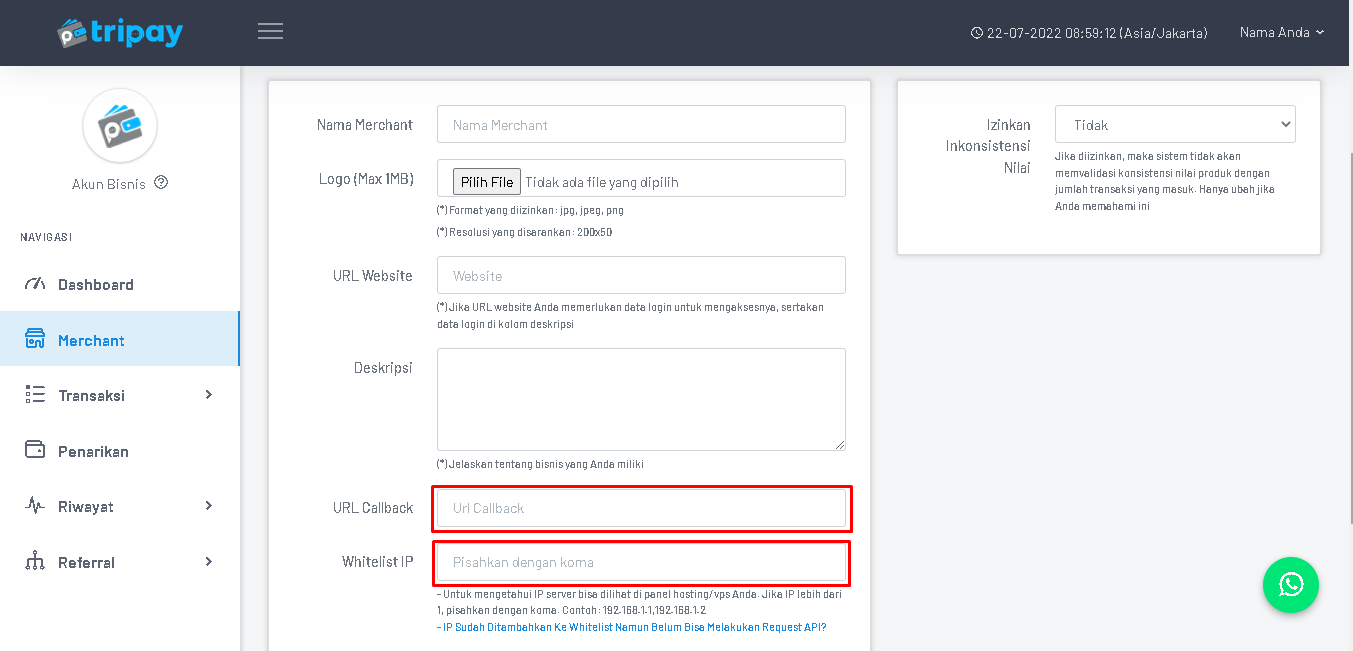 tripay
22-07-2022 08:59:12 (Asia/Jakarta)
Nama Anda
Akun Bisnis
NAVIGASI
Dashboard
Merchant
Transaksi
Penarikan
Riwayat
Referral
Nama Merchant
Nama Merchant
Logo (Max 1MB)
Pilih File Tidak ada file yang dipilih
(*) Format yang diizinkan : jpg, jpeg, png
(*) Resolusi yang disarankan : 200x50
URL Website
Website
(*) Jika URL website Anda memerlukan data login untuk mengaksesnya, sertakan
data login di kolom deskripsi
Deskripsi
(*) Jelaskan tentang bisnis yang Anda miliki
URL Callback
Url Callback
Whitelist IP
Pisahkan dengan koma
- Untuk mengetahui IP server bisa dilihat di panel hosting/vps Anda. Jika IP lebih dari
1, pisahkan dengan koma. Contoh : 192.168.1.1,192.168.1.2
- IP Sudah Ditambahkan Ke Whitelist Namun Belum Bisa Melakukan Request API?
Izinkan
Inkonsistensi
Nilai
Tidak
Jika diizinkan, maka sistem tidak akan
memvalidasi konsistensi nilai produk dengan
jumlah transaksi yang masuk. Hanya ubah jika
Anda memahami ini